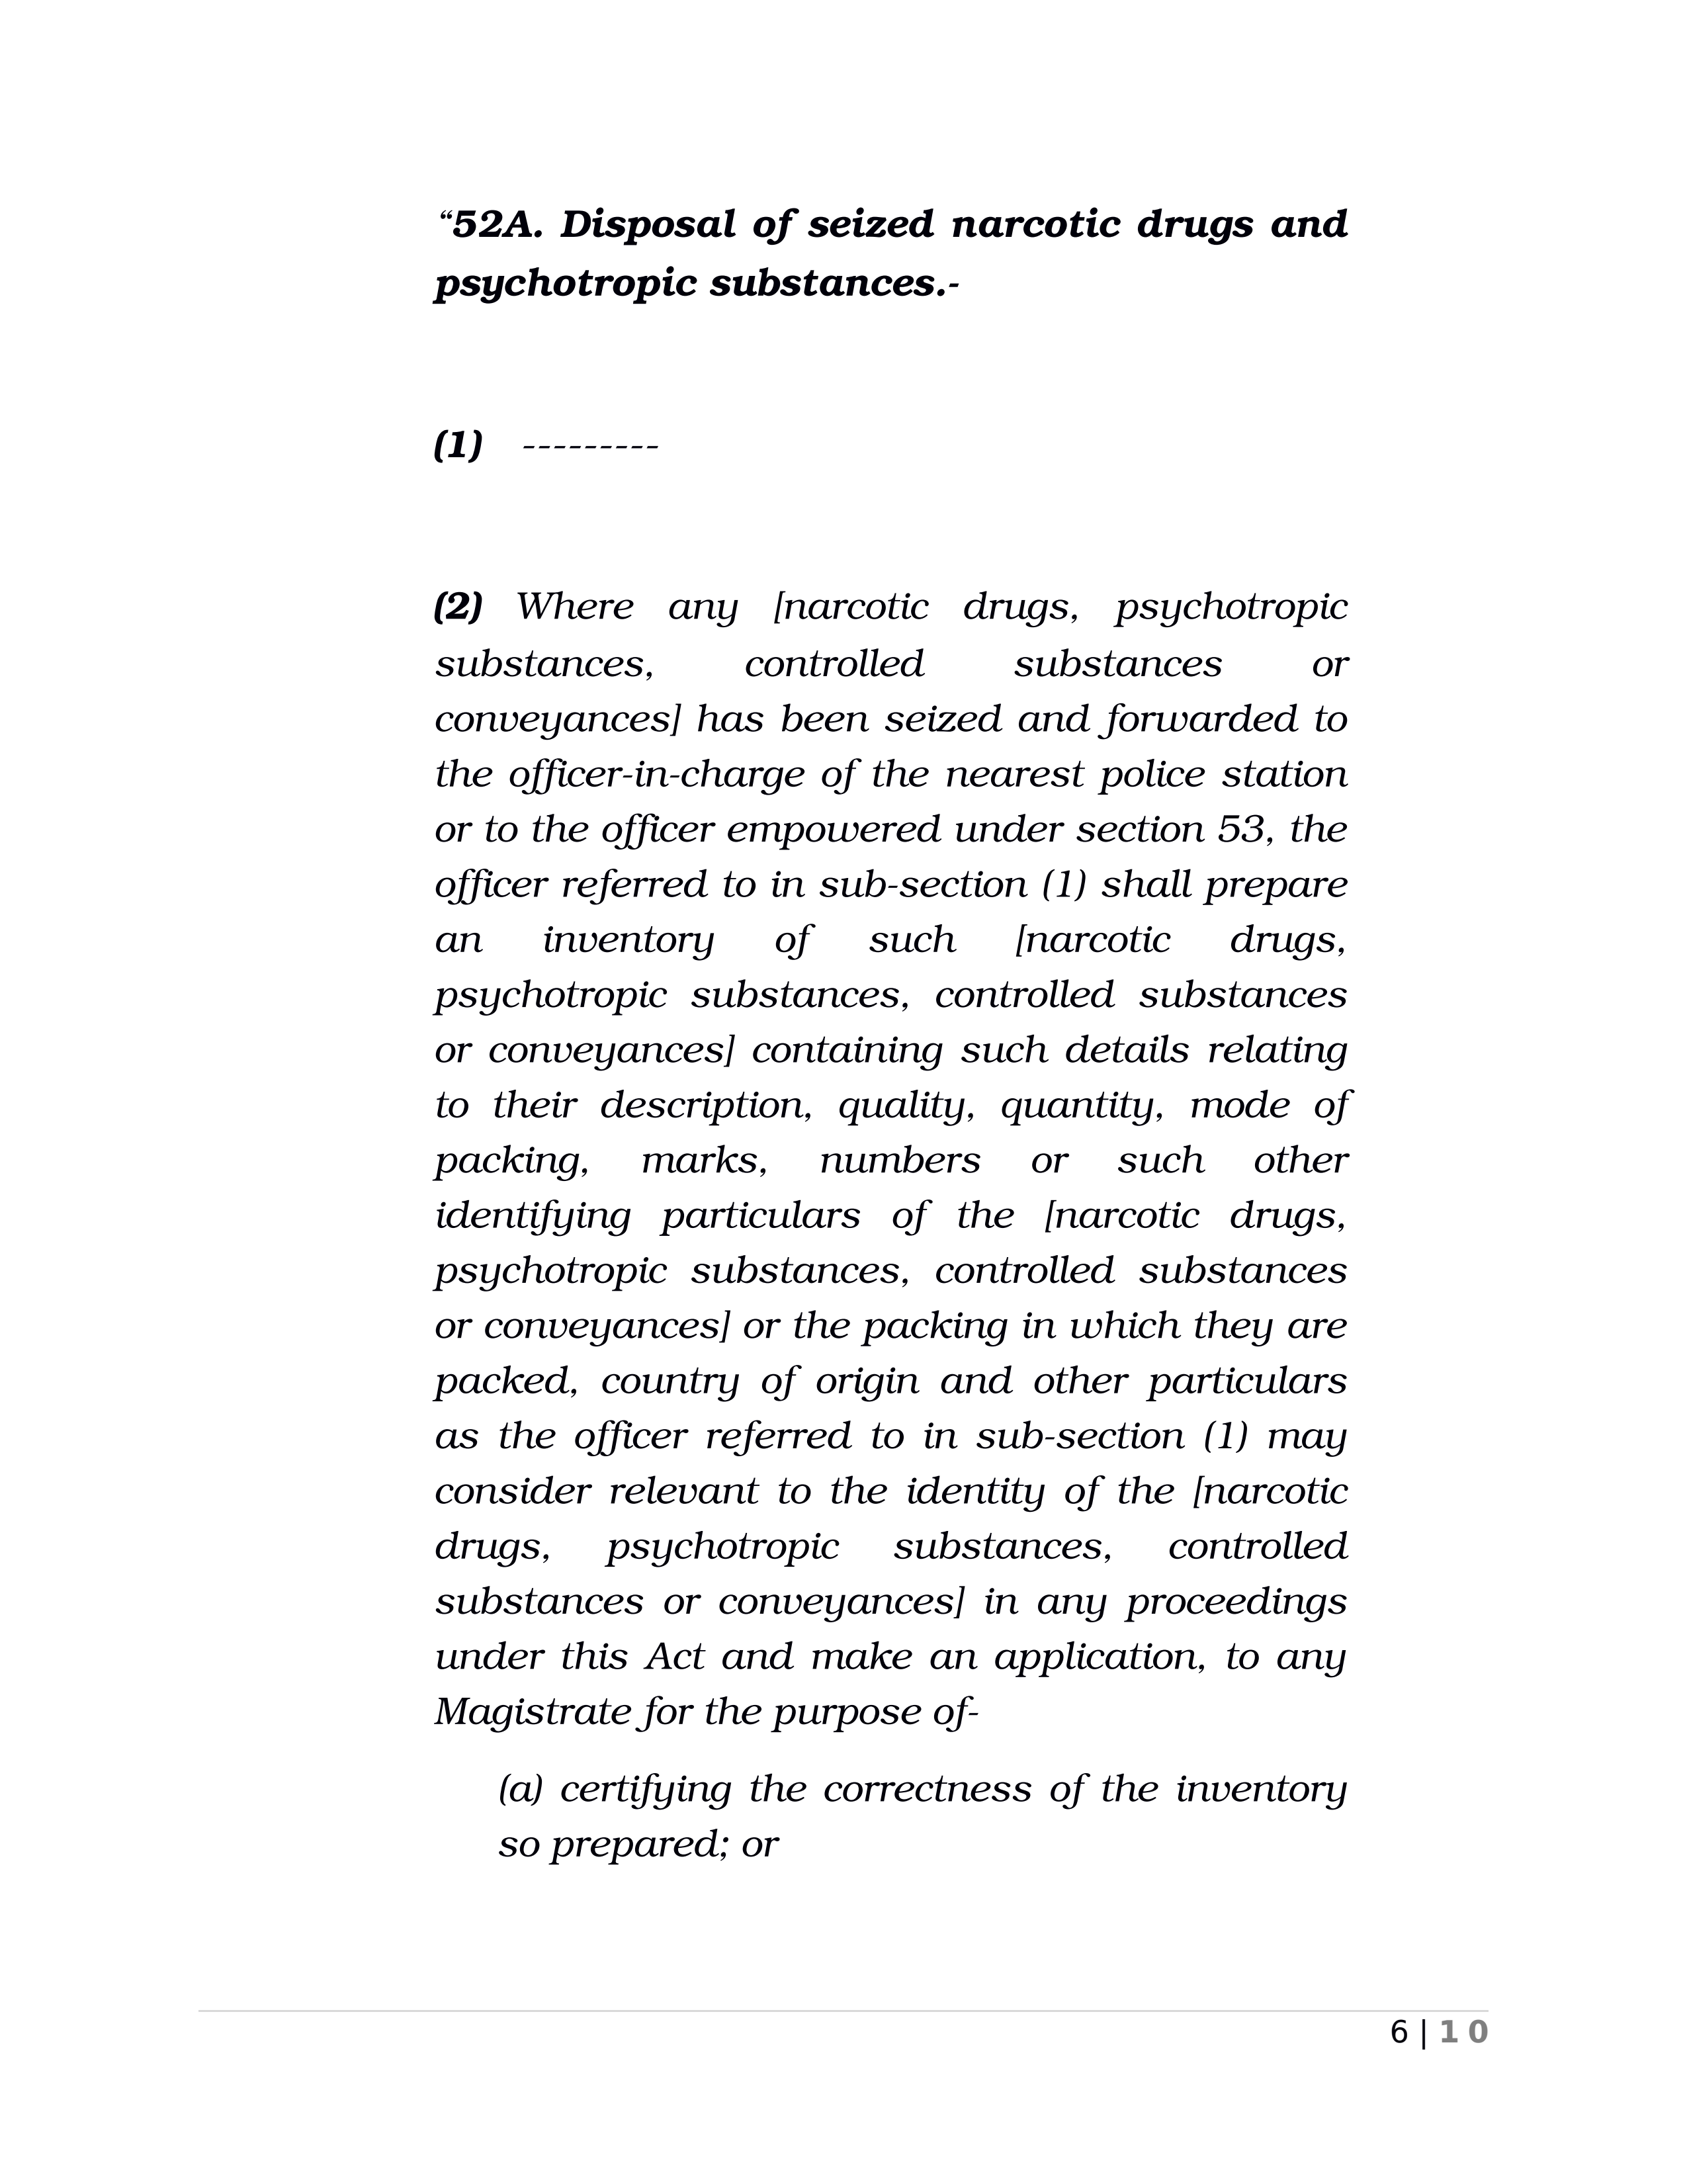 “52A. Disposal of seized narcotic drugs and
psychotropic substances.-
(1) ---------
(2) Where any [narcotic drugs, psychotropic
substances, controlled substances or
conveyances] has been seized and forwarded to
the officer-in-charge of the nearest police station
or to the officer empowered under section 53, the
officer referred to in sub-section (1) shall prepare
an inventory of such [narcotic drugs,
psychotropic substances, controlled substances
or conveyances] containing such details relating
to their description, quality, quantity, mode of
packing, marks, numbers or such other
identifying particulars of the [narcotic drugs,
psychotropic substances, controlled substances
or conveyances] or the packing in which they are
packed, country of origin and other particulars
as the officer referred to in sub-section (1) may
consider relevant to the identity of the [narcotic
drugs, psychotropic substances, controlled
substances or conveyances] in any proceedings
under this Act and make an application, to any
Magistrate for the purpose of-
(a) certifying the correctness of the inventory
so prepared; or
6 | 1 0